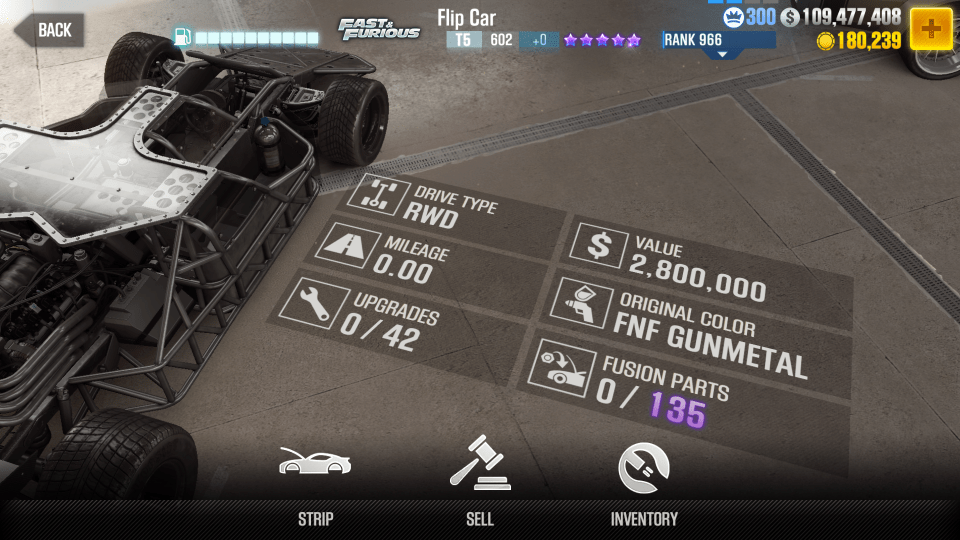 BACK
FAST & FURIOUS
Flip Car
T5 602 +0
RANK 966
300 $ 109,477,408
180,239
DRIVE TYPE
RWD
MILEAGE
0.00
UPGRADES
0 / 42
$ VALUE
2,800,000
ORIGINAL COLOR
FNF GUNMETAL
FUSION PARTS
0 / 135
STRIP
SELL
INVENTORY